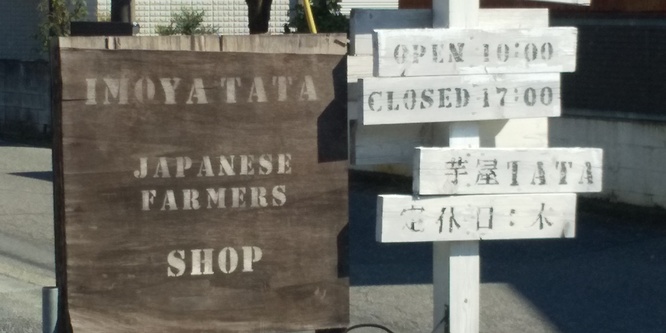 IMOYA TATA
JAPANESE
FARMERS
SHOP
OPEN 10:00
CLOSED 17:00
芋屋TATA
定休日:水